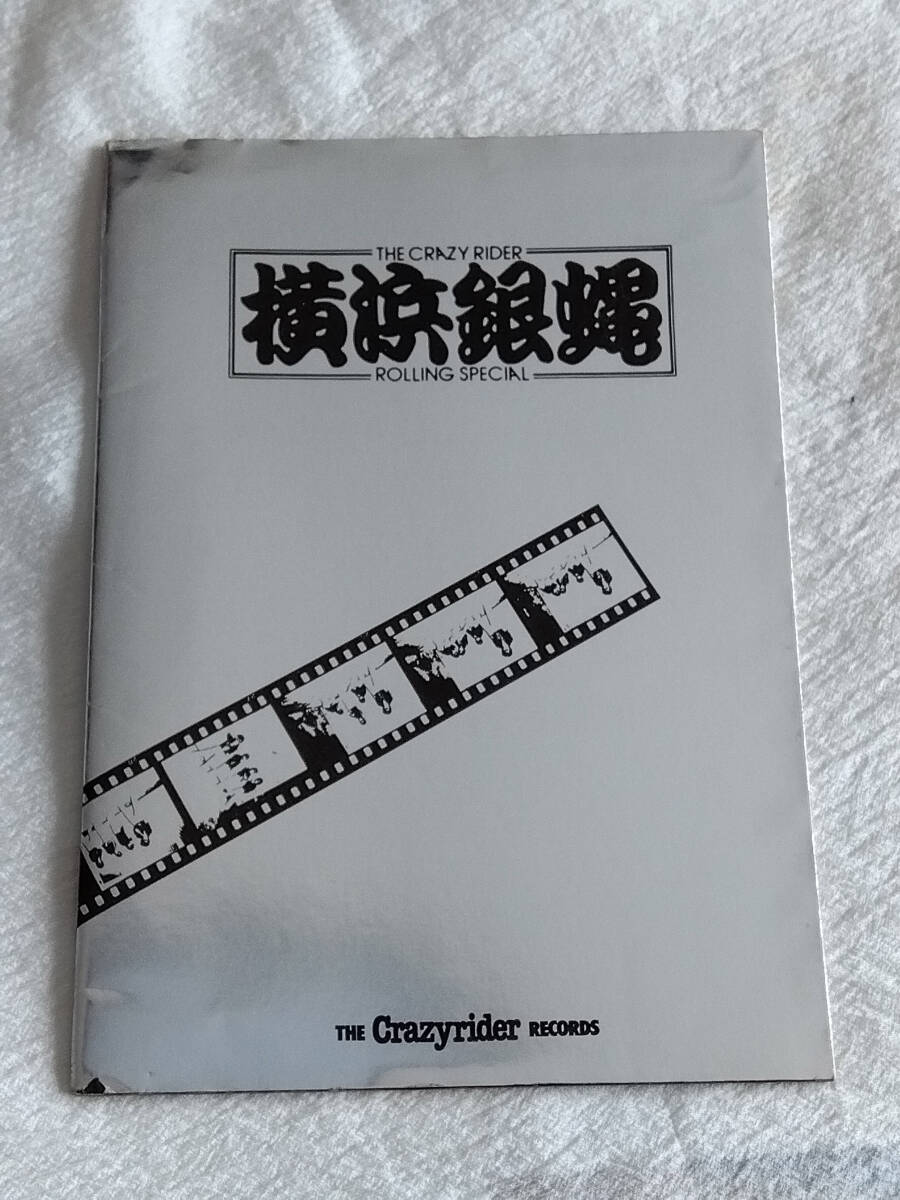 THE CRAZY RIDER
横浜銀蝿
ROLLING SPECIAL
THE Crazyrider RECORDS